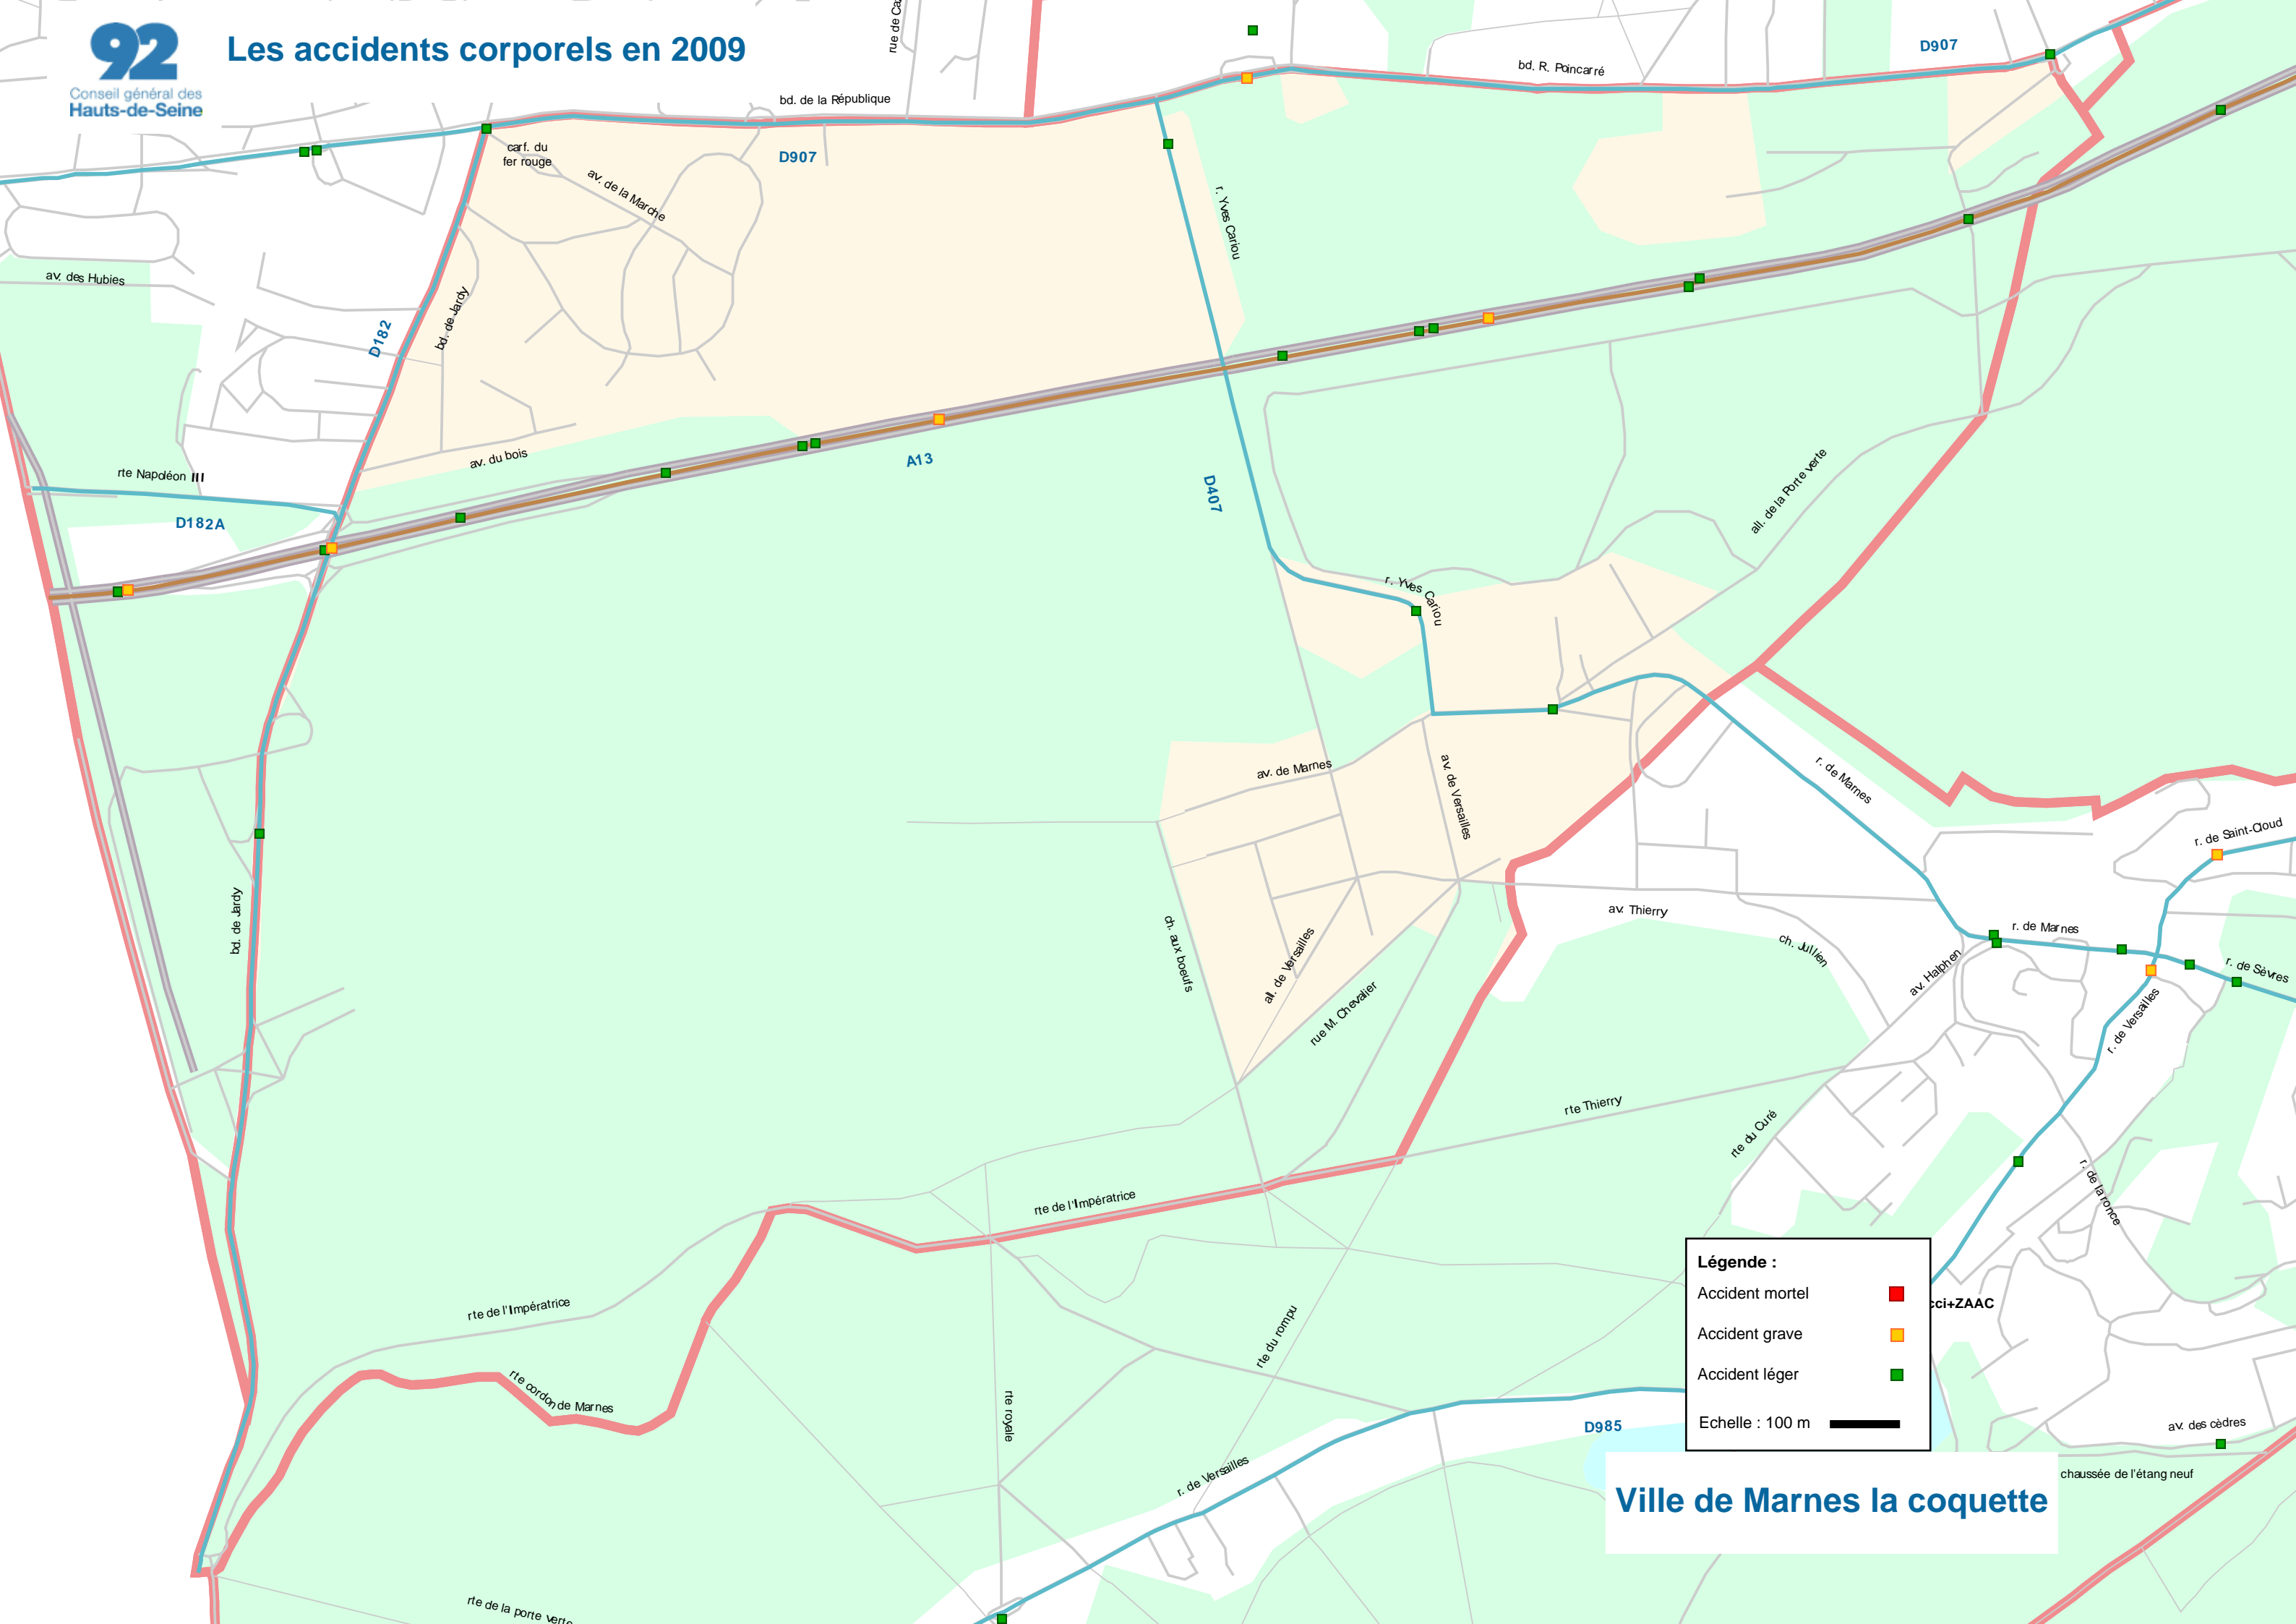 92
Conseil général des
Hauts-de-Seine
Les accidents corporels en 2009
bd. de la République
bd. R. Poincarré
D907
carf. du
fer rouge
D907
av. de la Marche
r. Yves Cariou
av. des Hubies
D182
bd. de Jardy
av. du bois
A13
D407
rte Napoléon III
D182A
all. de la Porte verte
r. Yves Cariou
av. de Marnes
av. de Versailles
r. de Marnes
r. de Saint-Cloud
bd. de Jardy
ch. aux boeufs
all. de Versailles
rue M. Chevalier
av. Thierry
ch. Jullien
av. Halphen
r. de Marnes
r. de Sèvres
r. de Versailles
rte Thierry
rte du Curé
r. de la ronce
rte de l'Impératrice
rte de l'Impératrice
rte du rompu
rte cordon de Marnes
rte royale
r. de Versailles
D985
Légende :
Accident mortel
Accident grave
Accident léger
Echelle : 100 m
cci+ZAAC
av. des cèdres
chaussée de l'étang neuf
Ville de Marnes la coquette
rte de la porte verte